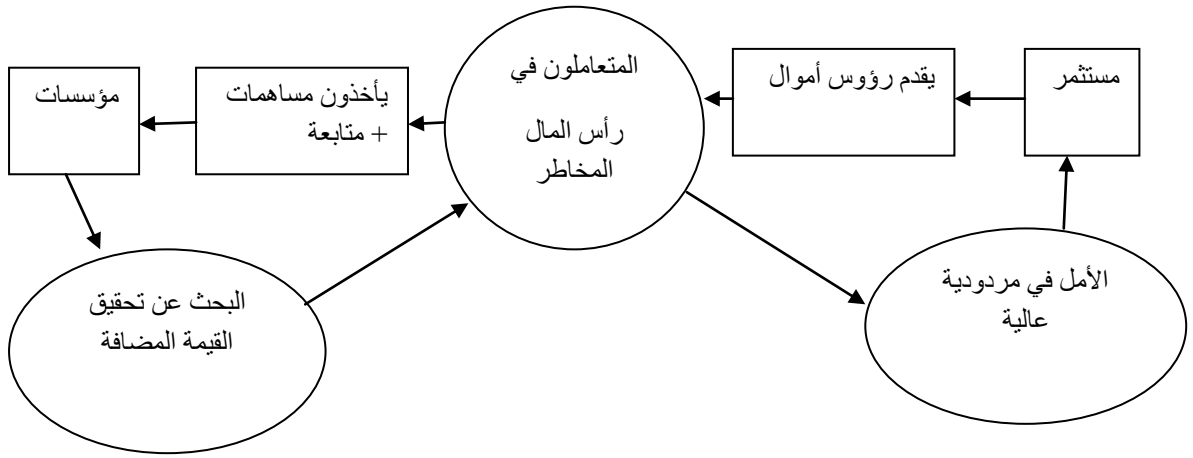 مستثمر
يقدم رؤوس أموال
المتعاملون في
رأس المال
المخاطر
يأخذون مساهمات
+ متابعة
مؤسسات
البحث عن تحقيق
القيمة المضافة
الأمل في مردودية
عالية